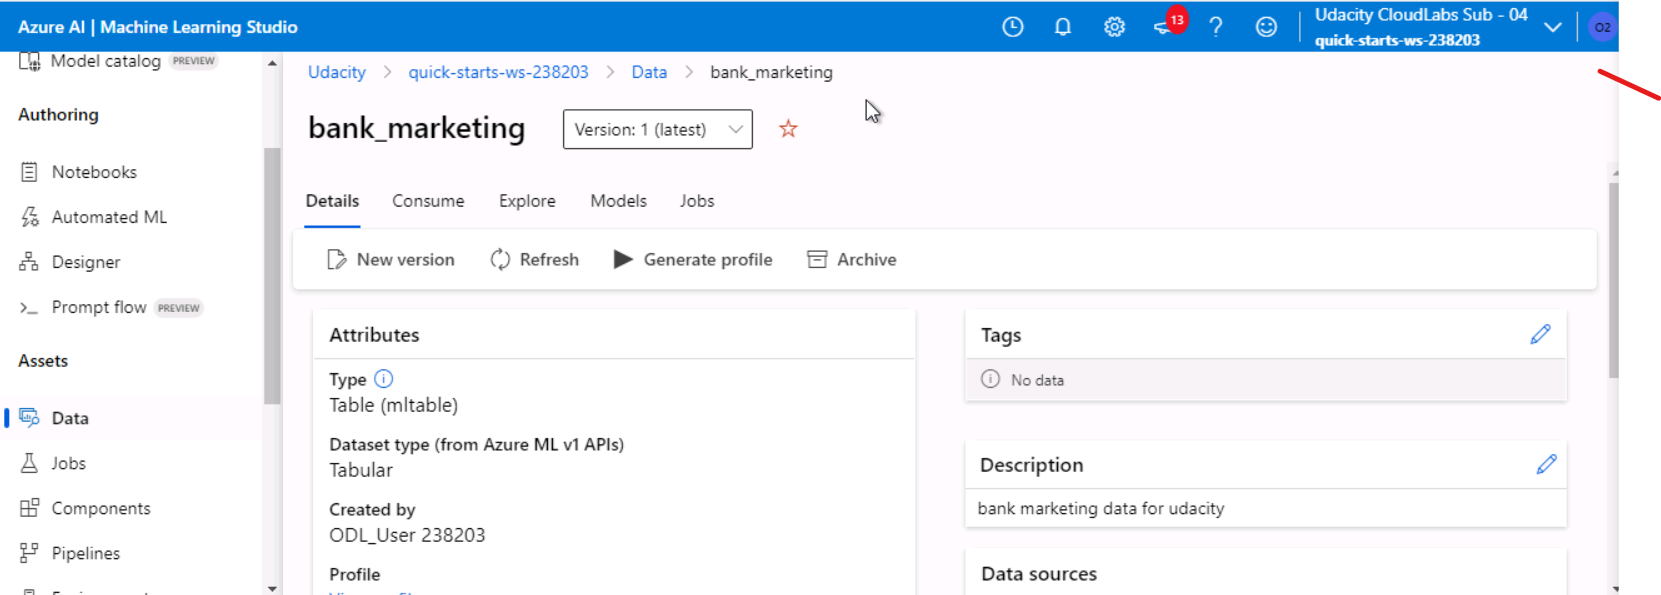 Azure AI | Machine Learning Studio
13
?
Udacity CloudLabs Sub - 04
quick-starts-ws-238203
O2
Model catalog PREVIEW
Authoring
Notebooks
Automated ML
Designer
Prompt flow PREVIEW
Assets
Data
Jobs
Components
Pipelines
Udacity > quick-starts-ws-238203 > Data > bank_marketing
bank_marketing Version: 1 (latest)
Details Consume Explore Models Jobs
New version Refresh Generate profile Archive
Attributes
Type
Table (mltable)
Dataset type (from Azure ML v1 APIs)
Tabular
Created by
ODL_User 238203
Profile
Tags
No data
Description
bank marketing data for udacity
Data sources